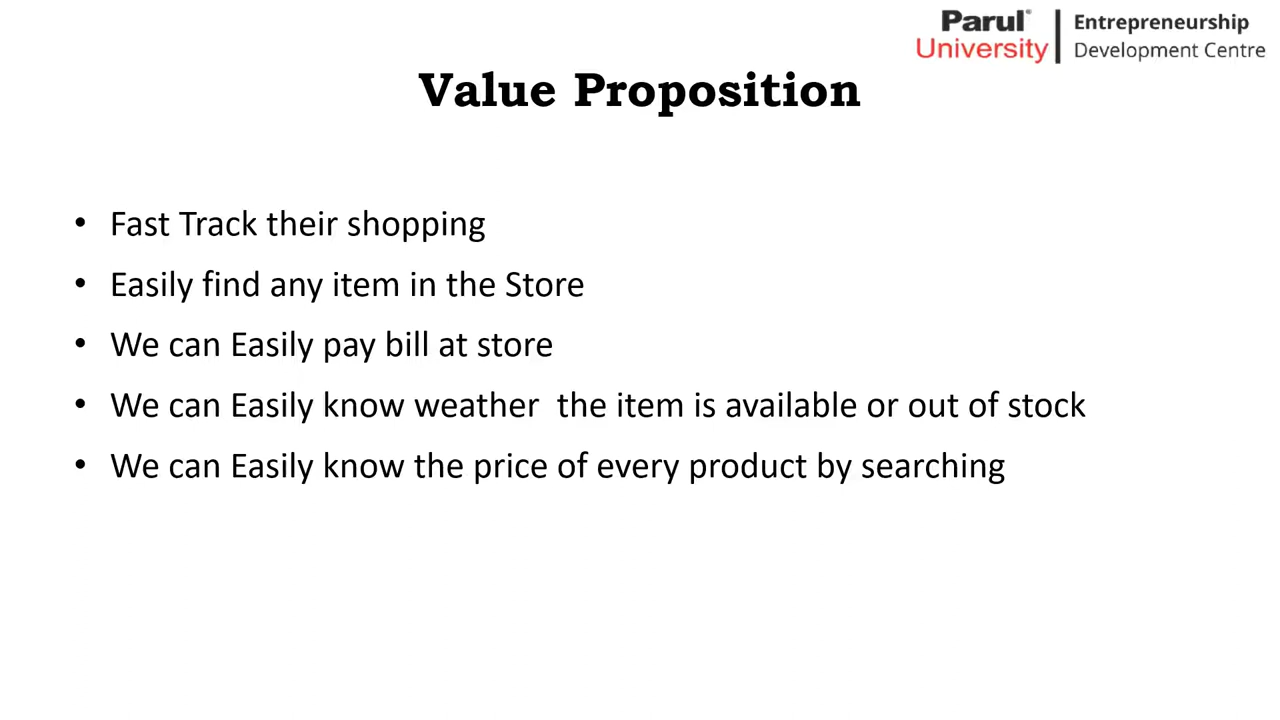 Parul® | Entrepreneurship
University | Development Centre
Value Proposition
• Fast Track their shopping
• Easily find any item in the Store
• We can Easily pay bill at store
• We can Easily know weather  the item is available or out of stock
• We can Easily know the price of every product by searching